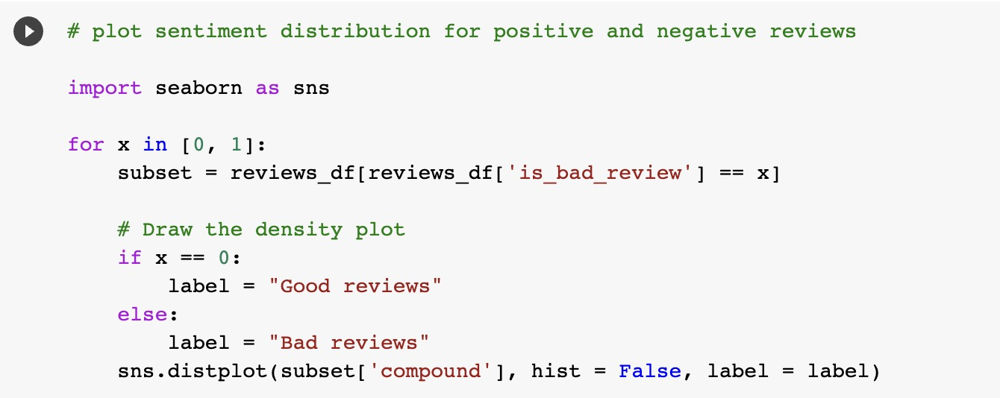 # plot sentiment distribution for positive and negative reviews
import seaborn as sns
for x in [0, 1]:
    subset = reviews_df[reviews_df['is_bad_review'] == x]
    # Draw the density plot
    if x == 0:
        label = "Good reviews"
    else:
        label = "Bad reviews"
    sns.distplot(subset['compound'], hist = False, label = label)